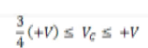 3/4 (+V) ≤ V_C ≤ +V